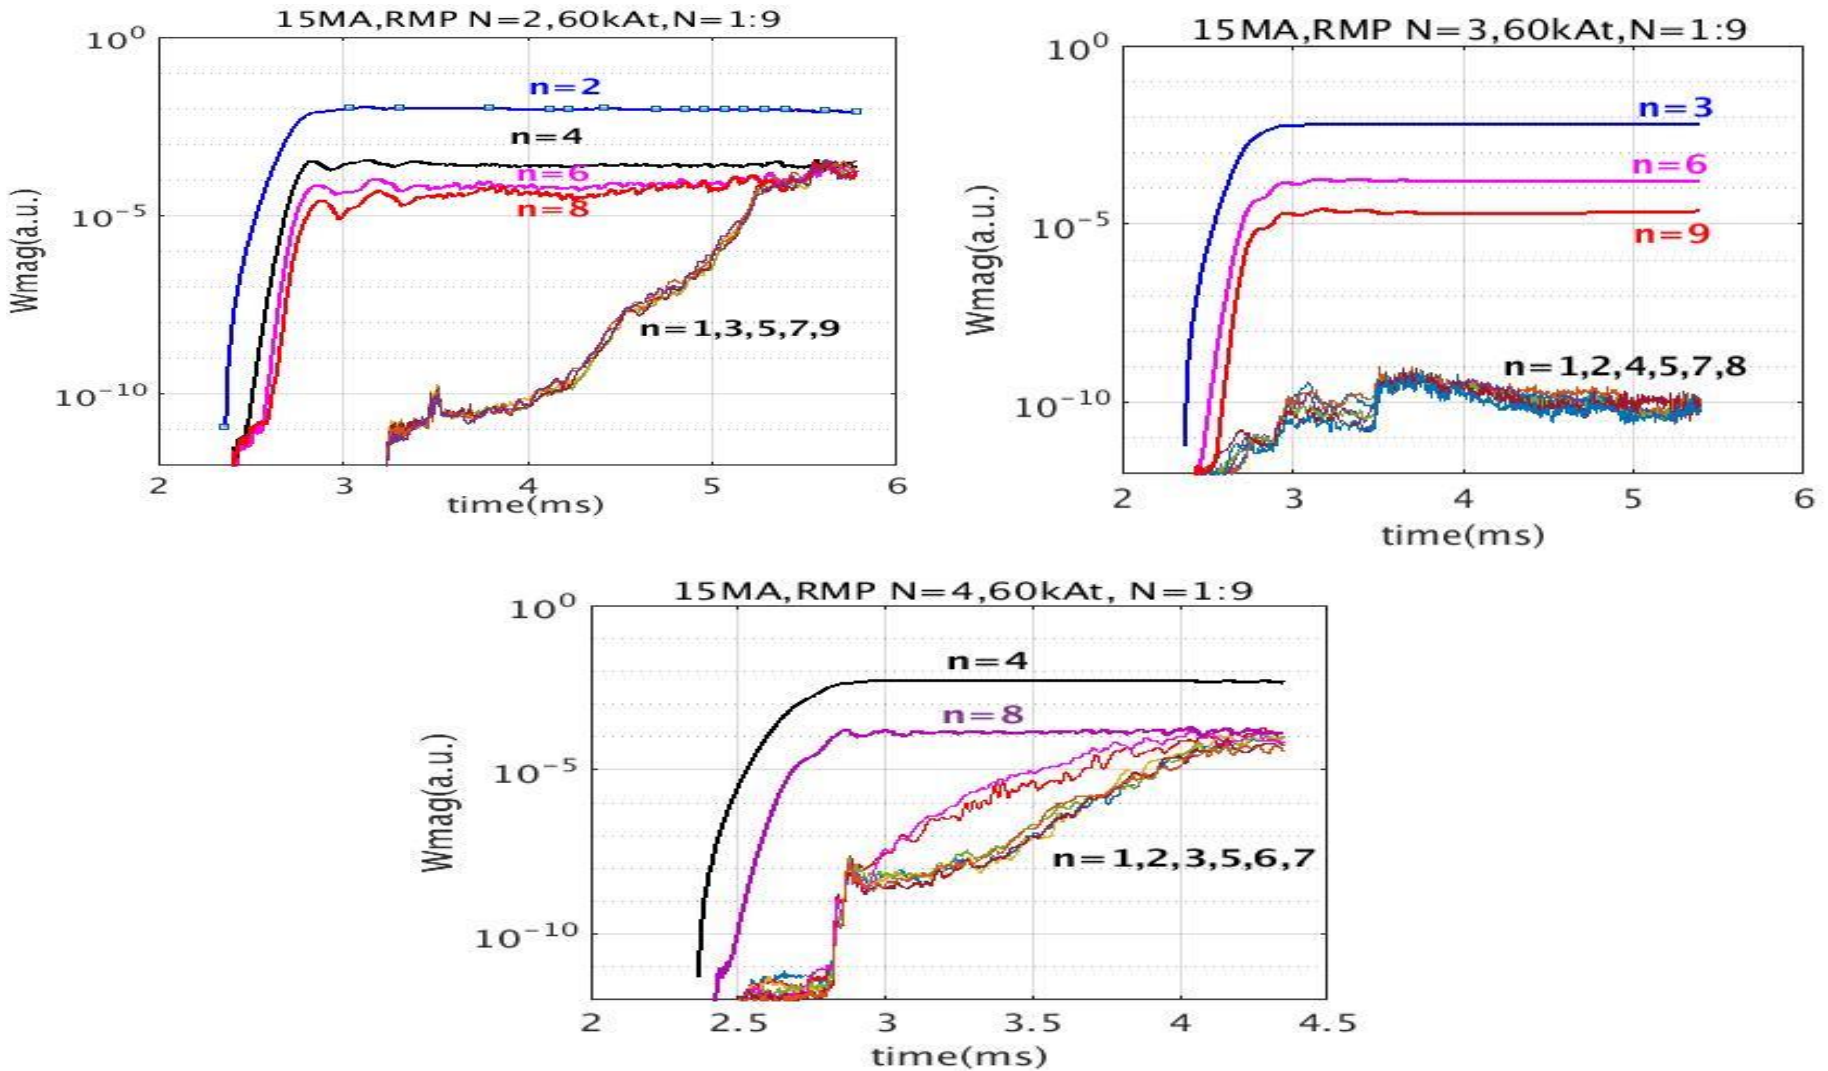 15MA,RMP N=2,60kAt,N=1:9
10^0
10^-5
10^-10
Wmag(a.u.)
n=2
n=4
n=6
n=8
n=1,3,5,7,9
2 3 4 5 6
time(ms)
15MA,RMP N=3,60kAt,N=1:9
10^0
10^-5
10^-10
Wmag(a.u.)
n=3
n=6
n=9
n=1,2,4,5,7,8
2 3 4 5 6
time(ms)
15MA,RMP N=4,60kAt, N=1:9
10^0
10^-5
10^-10
Wmag(a.u.)
n=4
n=8
n=1,2,3,5,6,7
2 2.5 3 3.5 4 4.5
time(ms)